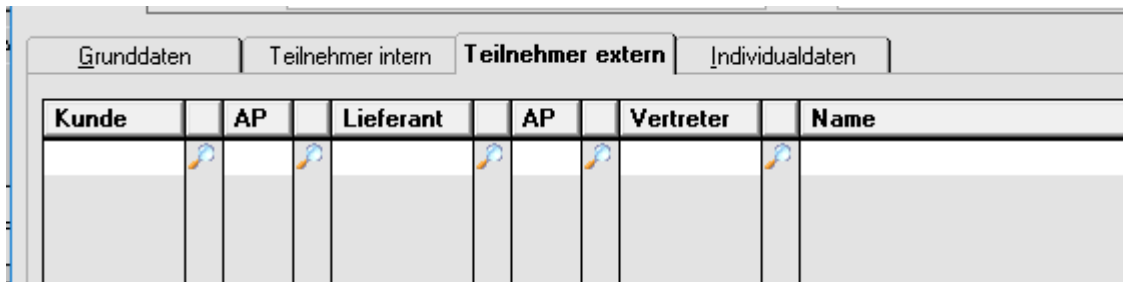 Grunddaten Teilnehmer intern Teilnehmer extern Individualdaten
Kunde AP Lieferant AP Vertreter Name